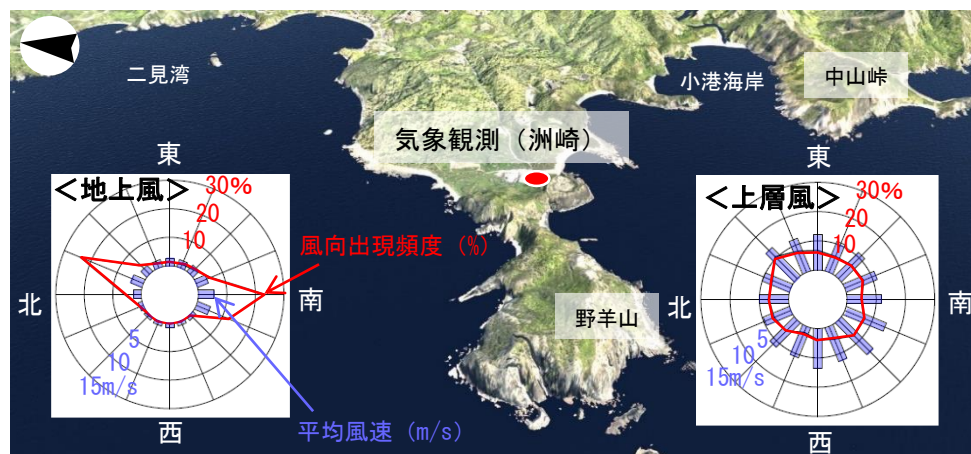 二見湾
小港海岸
中山峠
気象観測（洲崎）
東
＜地上風＞
30%
20
10
風向出現頻度（%）
北
南
5
10
15m/s
平均風速（m/s）
西
野羊山
東
＜上層風＞
30%
20
10
北
南
5
10
15m/s
西